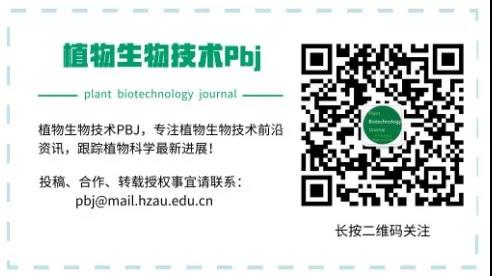 植物生物技术Pbj
plant biotechnology journal
植物生物技术PBJ，专注植物生物技术前沿
资讯，跟踪植物科学最新进展！
投稿、合作、转载授权事宜请联系：
pbj@mail.hzau.edu.cn
Plant
Biotechnology
Journal
长按二维码关注